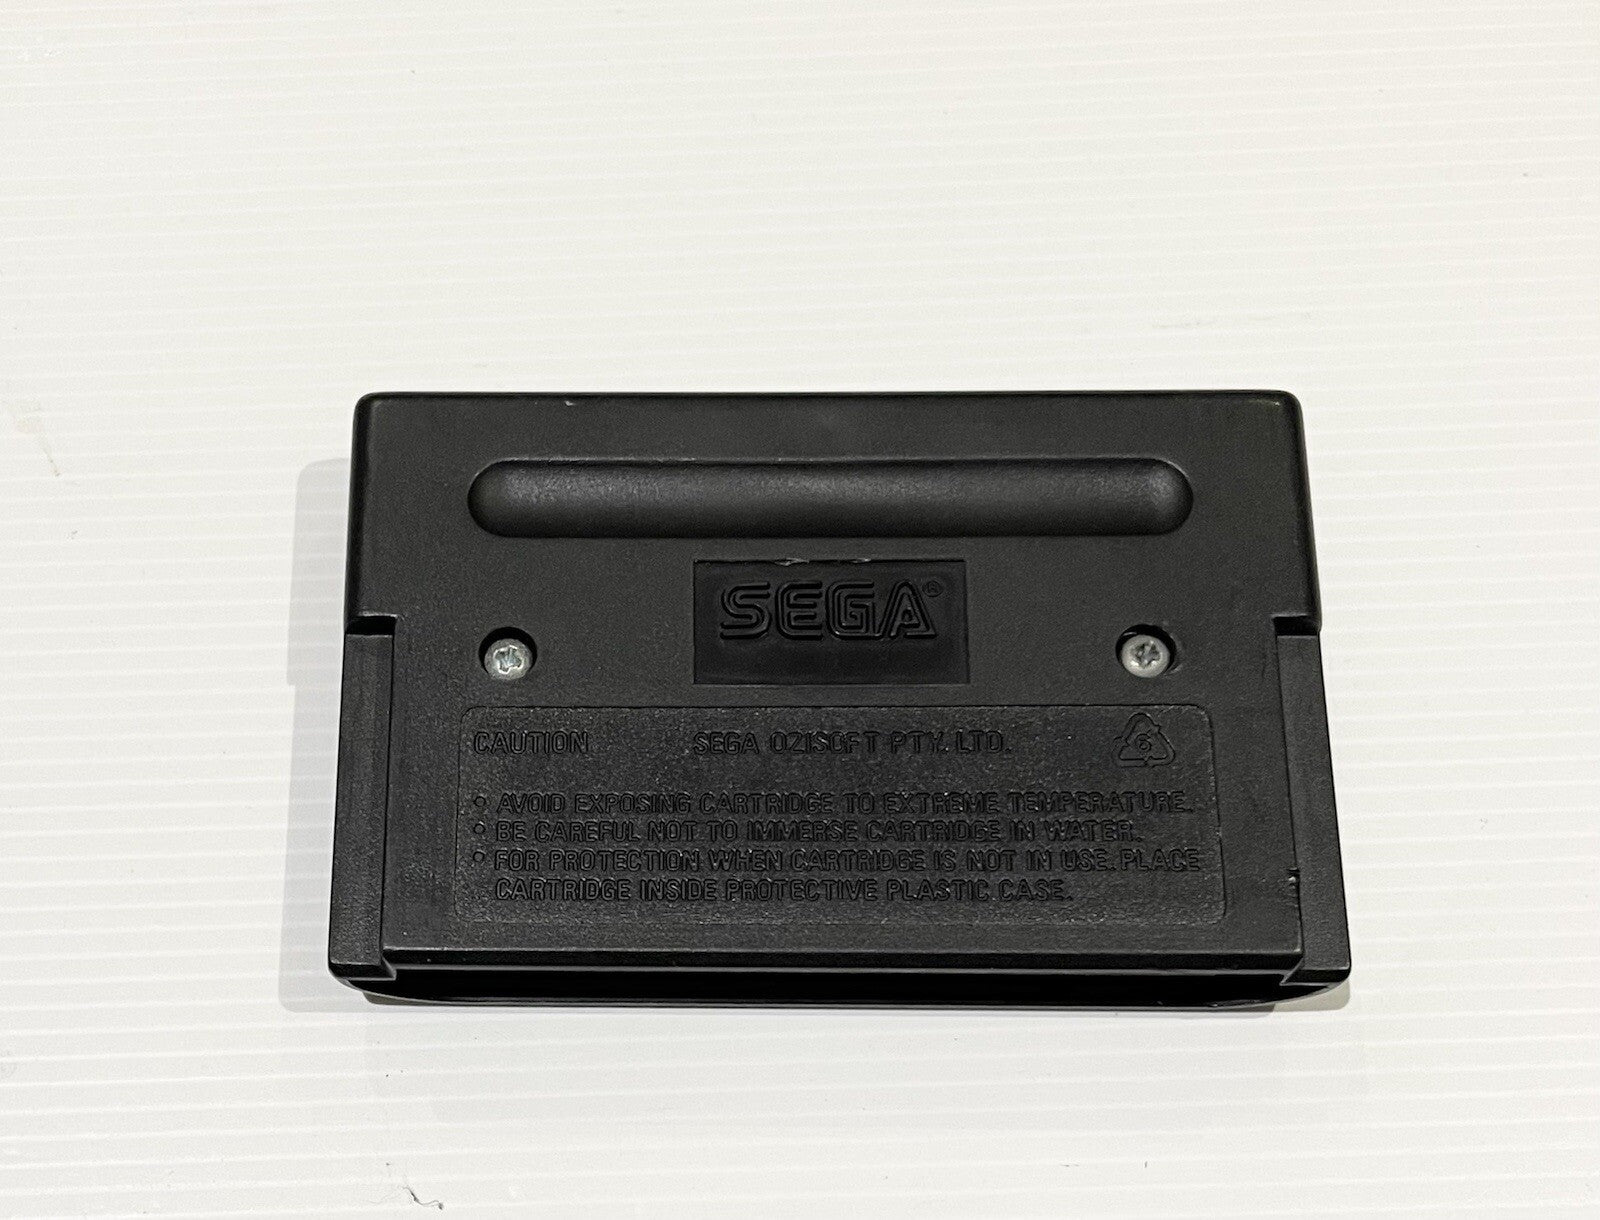 SEGA®
CAUTION SEGA OZISOFT PTY. LTD. 6
• AVOID EXPOSING CARTRIDGE TO EXTREME TEMPERATURE.
• BE CAREFUL NOT TO IMMERSE CARTRIDGE IN WATER.
• FOR PROTECTION WHEN CARTRIDGE IS NOT IN USE. PLACE
CARTRIDGE INSIDE PROTECTIVE PLASTIC CASE.